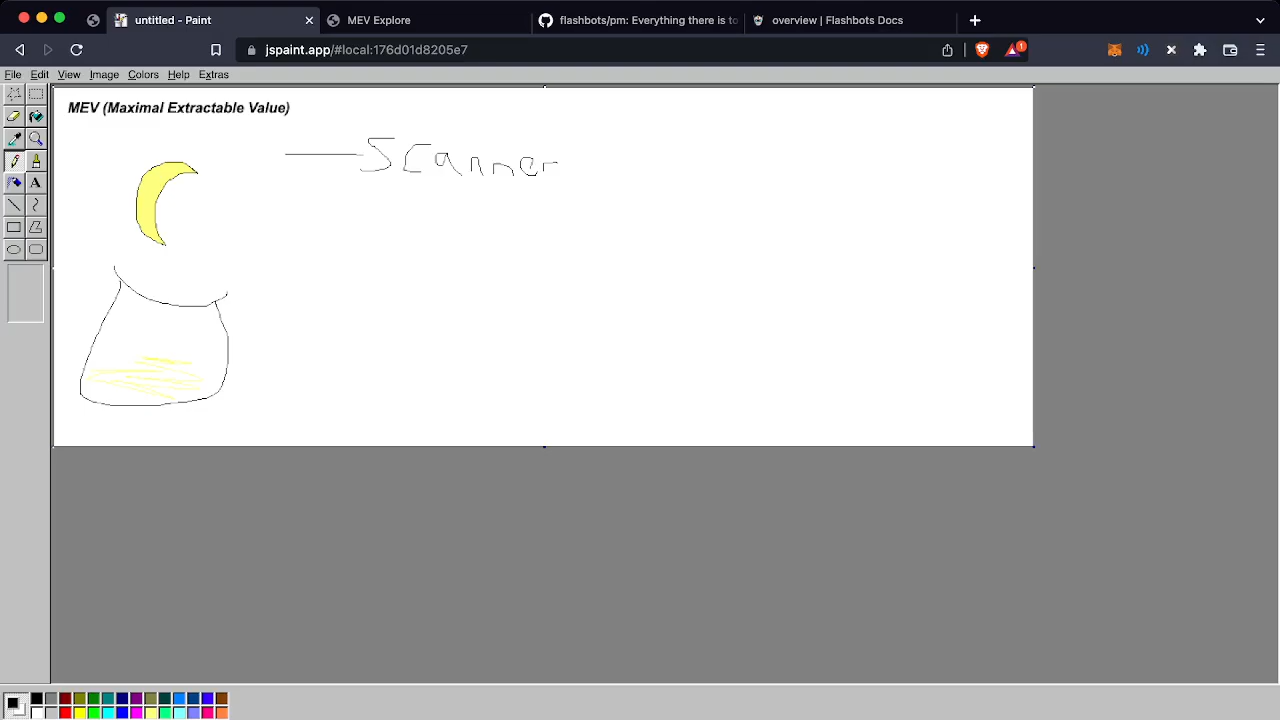 untitled - Paint
MEV Explore
flashbots/pm: Everything there is to
overview | Flashbots Docs
jspaint.app/#local:176d01d8205e7
1
File Edit View Image Colors Help Extras
MEV (Maximal Extractable Value)
Scanner